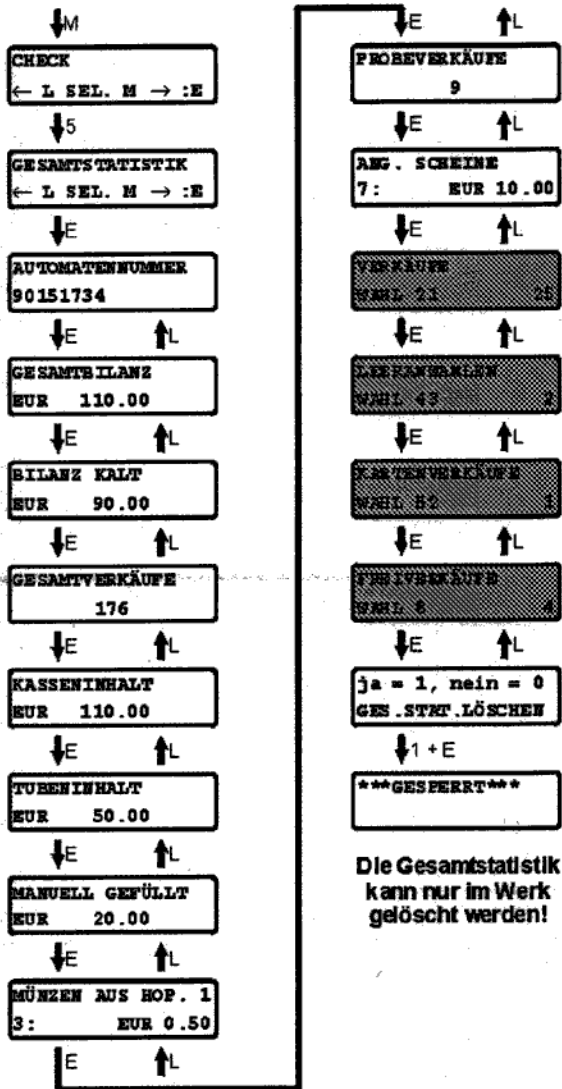 M
CHECK
← L SEL. M → :E
5
GESAMTSTATISTIK
← L SEL. M → :E
E
AUTOMATENNUMMER
90151734
E L
GESAMTBILANZ
EUR 110.00
E L
BILANZ KALT
EUR 90.00
E L
GESAMTVERKÄUFE
176
E L
KASSENINHALT
EUR 110.00
E L
TUBENINHALT
EUR 50.00
E L
MANUELL GEFÜLLT
EUR 20.00
E L
MÜNZEN AUS HOP. 1
3: EUR 0.50
E L
E L
PROBEVERKÄUFE
9
E L
ABG. SCHEINE
7: EUR 10.00
E L
VERKÄUFE
WAHL 21 25
E L
LEERANWAHLEN
WAHL 43 2
E L
KARTENVERKÄUFE
WAHL 52 1
E L
FREIVERKÄUFE
WAHL 8 4
E L
ja = 1, nein = 0
GES.STAT.LÖSCHEN
1 + E
***GESPERRT***
Die Gesamtstatistik
kann nur im Werk
gelöscht werden!